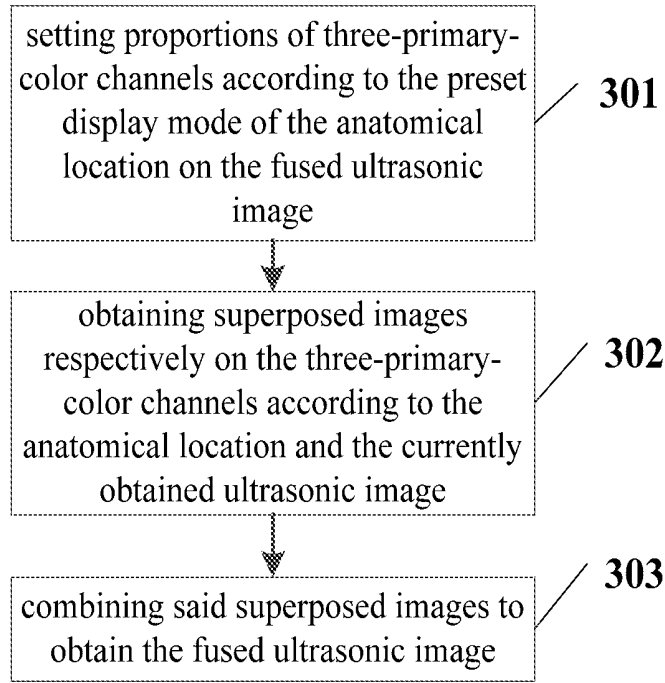 setting proportions of three-primary-
color channels according to the preset
display mode of the anatomical
location on the fused ultrasonic
image
301
obtaining superposed images
respectively on the three-primary-
color channels according to the
anatomical location and the currently
obtained ultrasonic image
302
combining said superposed images to
obtain the fused ultrasonic image
303